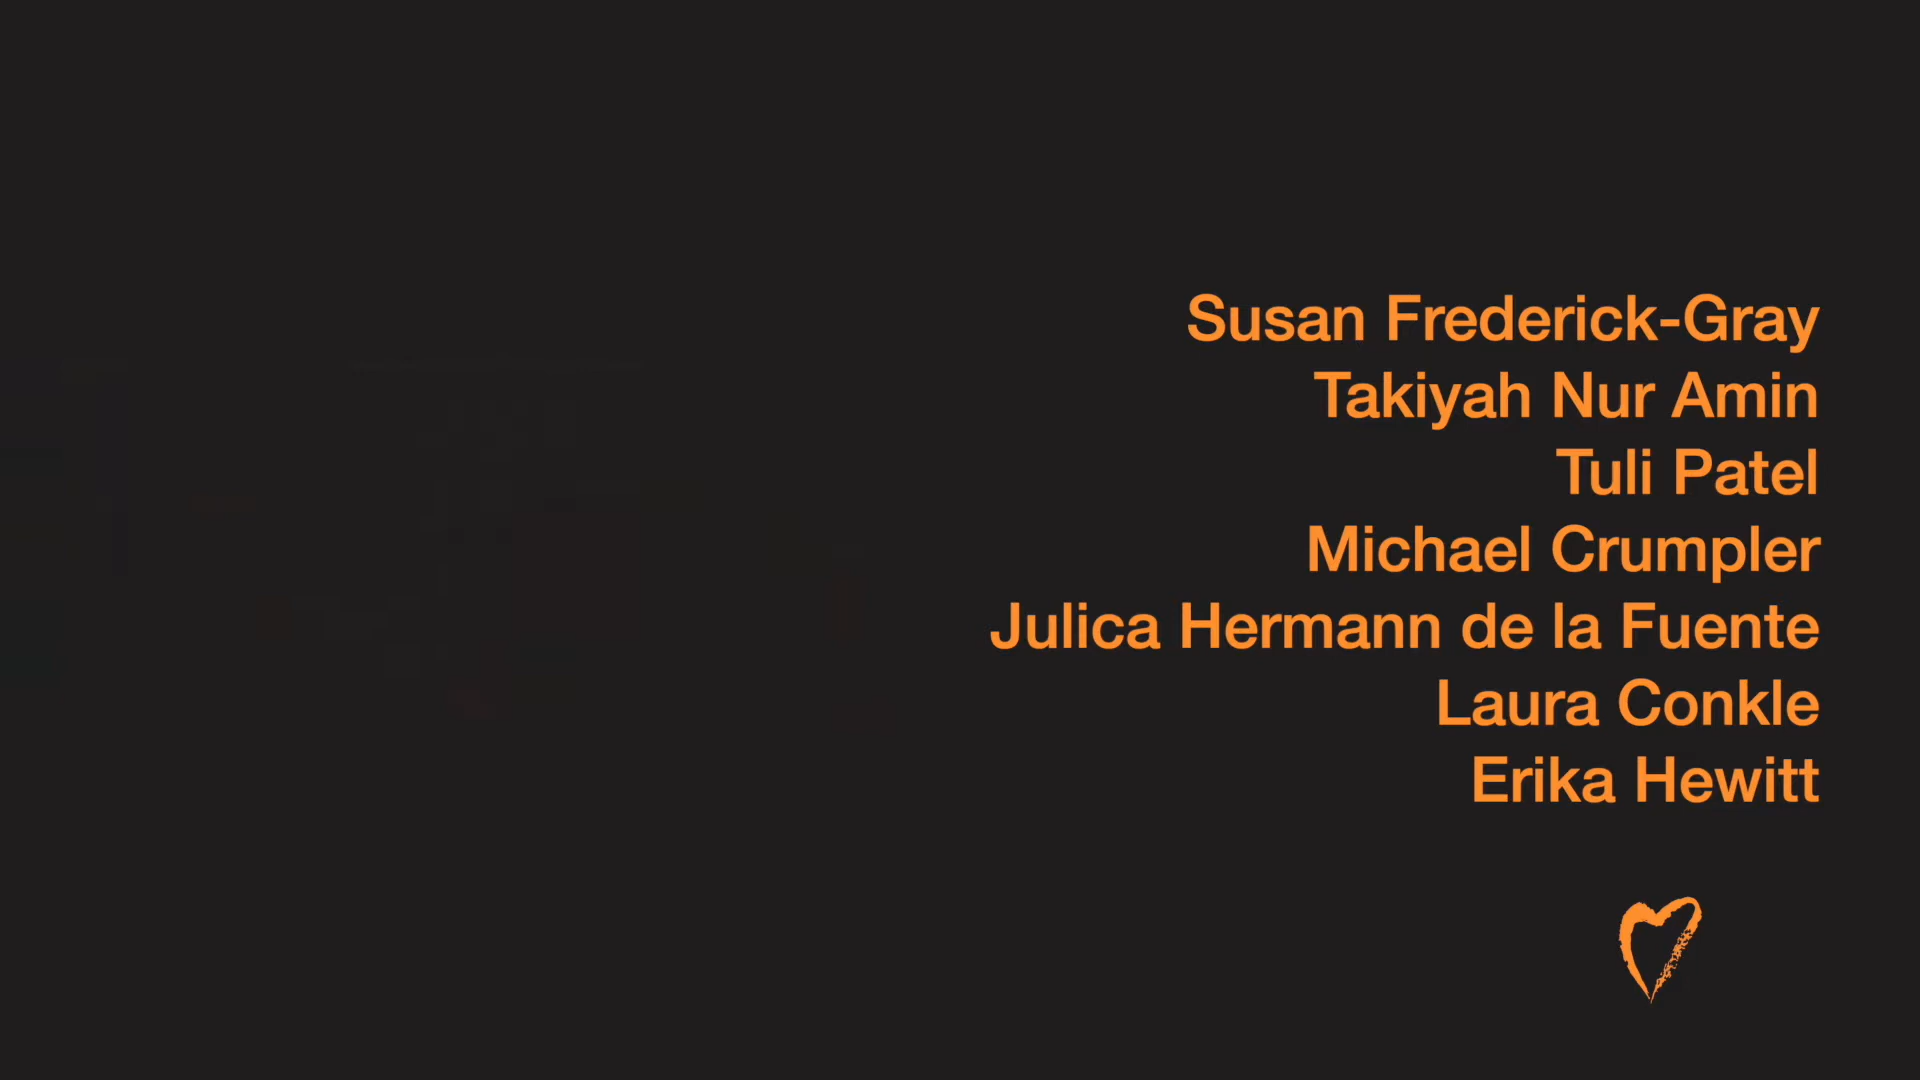 Susan Frederick-Gray
Takiyah Nur Amin
Tuli Patel
Michael Crumpler
Julica Hermann de la Fuente
Laura Conkle
Erika Hewitt